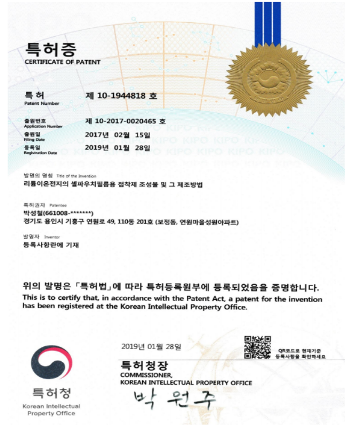 특허증
CERTIFICATE OF PATENT
특 허 제 10-1944818 호
Patent Number
출원번호 제 10-2017-0020465 호
Application Number
출원일 2017년 02월 15일
Filing Date
등록일 2019년 01월 28일
Registration Date
발명의 명칭 Title of the Invention
리튬이온전지의 셀파우치필름용 접착제 조성물 및 그 제조방법
특허권자 Patentee
박성철(661008-*******)
경기도 용인시 기흥구 연원로 49, 110동 201호 (보정동, 연원마을성원아파트)
발명자 Inventor
등록사항란에 기재
위의 발명은 「특허법」에 따라 특허등록원부에 등록되었음을 증명합니다.
This is to certify that, in accordance with the Patent Act, a patent for the invention
has been registered at the Korean Intellectual Property Office.
2019년 01월 28일
QR코드로 현재기준
등록사항을 확인하세요
특허청장
COMMISSIONER,
KOREAN INTELLECTUAL PROPERTY OFFICE
박원주
특허청
Korean Intellectual
Property Office